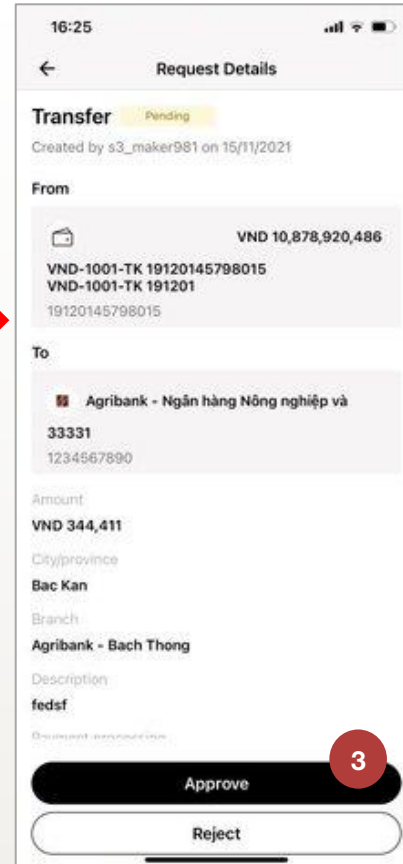 16:25
Request Details
Transfer Pending
Created by s3_maker981 on 15/11/2021
From
VND 10,878,920,486
VND-1001-TK 19120145798015
VND-1001-TK 191201
19120145798015
To
Agribank - Ngân hàng Nông nghiệp và
33331
1234567890
Amount
VND 344,411
City/province
Bac Kan
Branch
Agribank - Bach Thong
Description
fedsf
Payment processing
3
Approve
Reject